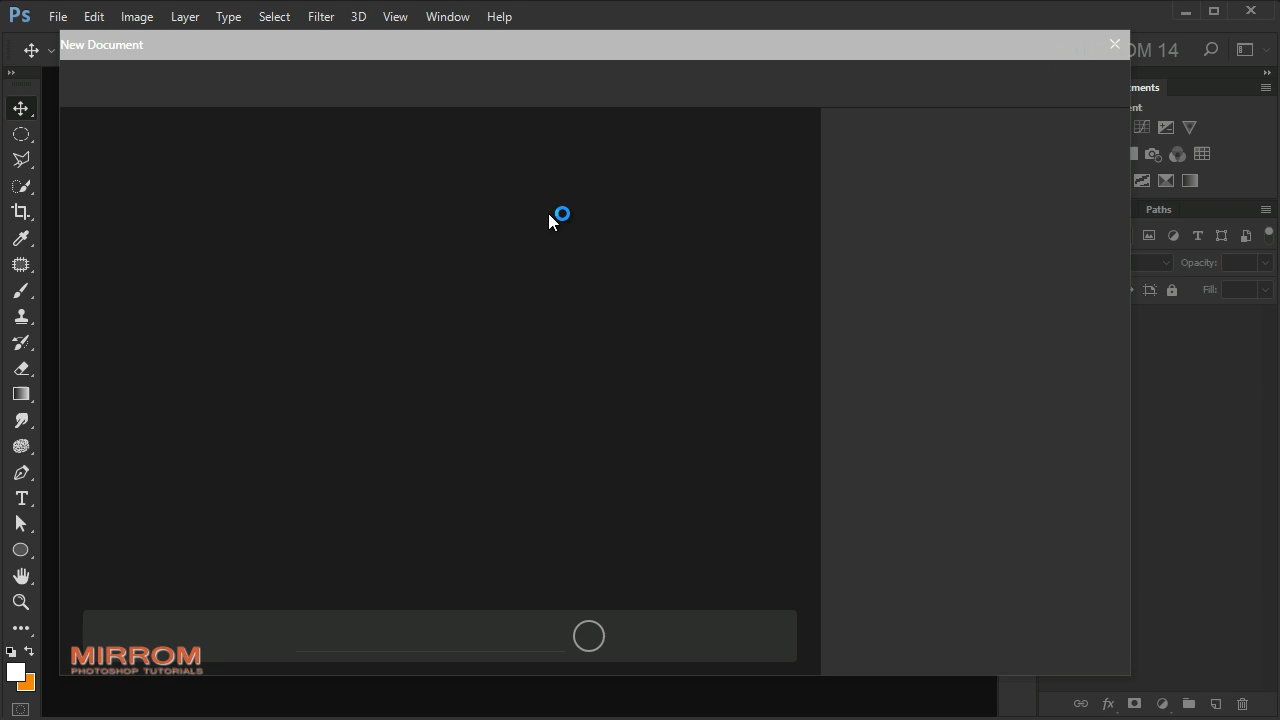 Ps File Edit Image Layer Type Select Filter 3D View Window Help
New Document
OM 14
tments
ent
Paths
Opacity:
Fill:
MIRROM
PHOTOSHOP TUTORIALS